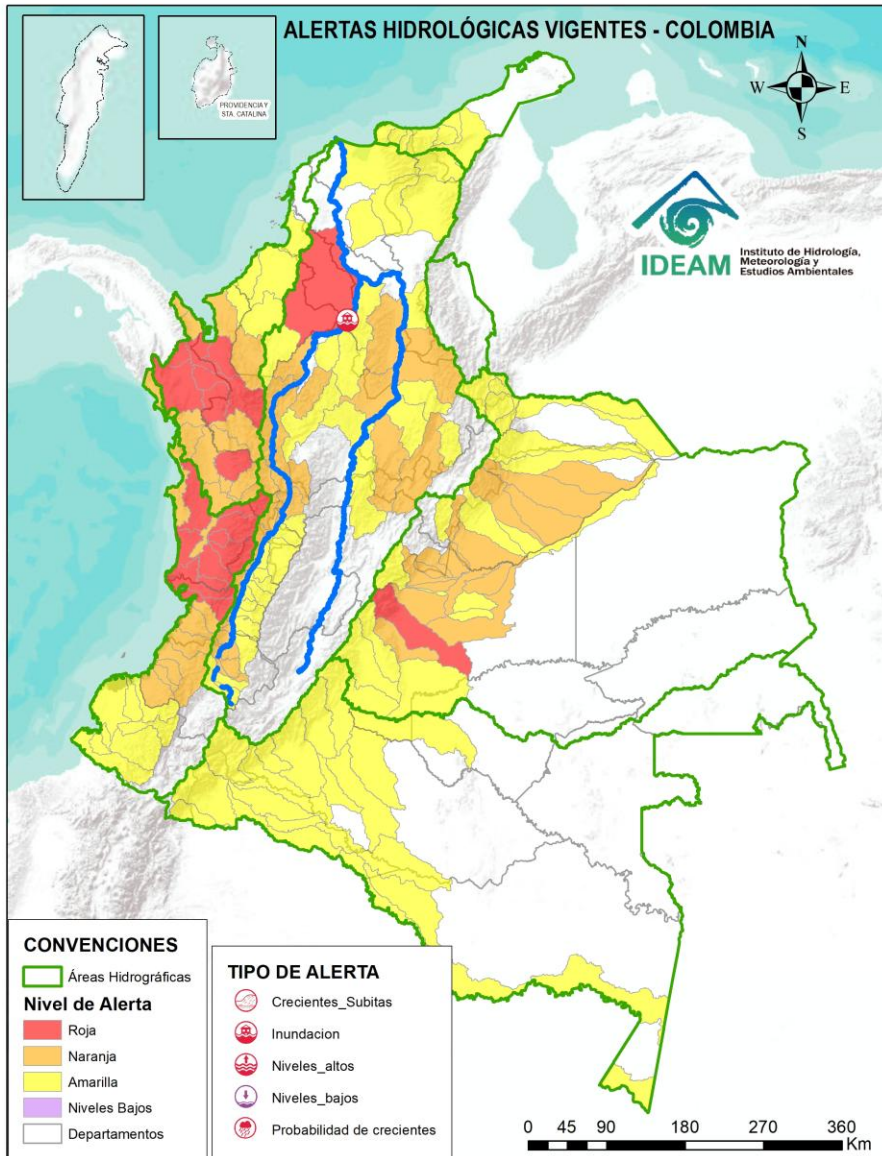 ALERTAS HIDROLÓGICAS VIGENTES - COLOMBIA
PROVIDENCIA Y
STA. CATALINA
N
W
E
S
IDEAM
Instituto de Hidrología,
Meteorología y
Estudios Ambientales
CONVENCIONES
Áreas Hidrográficas
Nivel de Alerta
Roja
Naranja
Amarilla
Niveles Bajos
Departamentos
TIPO DE ALERTA
Crecientes_Subitas
Inundacion
Niveles_altos
Niveles_bajos
Probabilidad de crecientes
0 45 90 180 270 360
Km